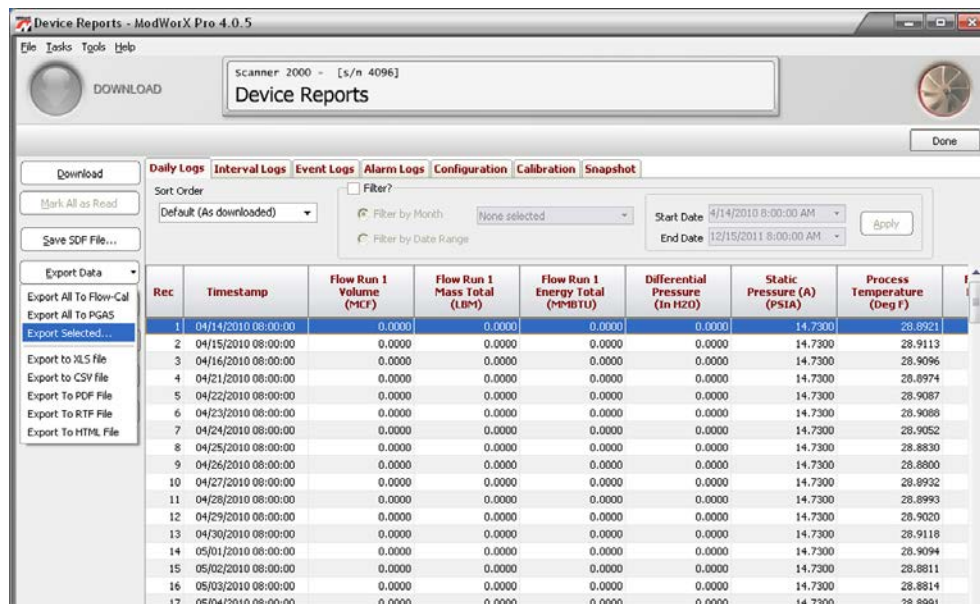 Device Reports - ModWorX Pro 4.0.5
File Tasks Tools Help
DOWNLOAD
Scanner 2000 - [s/n 4096]
Device Reports
Done
Download
Mark All as Read
Save SDF File...
Export Data
Export All To Flow-Cal
Export All To PGAS
Export Selected...
Export to XLS file
Export to CSV file
Export To PDF File
Export To RTF File
Export To HTML File
Daily Logs Interval Logs Event Logs Alarm Logs Configuration Calibration Snapshot
Sort Order
Default (As downloaded)
Filter?
Filter by Month None selected
Filter by Date Range
Start Date 4/14/2010 8:00:00 AM
End Date 12/15/2011 8:00:00 AM
Apply
Rec Timestamp Flow Run 1 Volume (MCF) Flow Run 1 Mass Total (LBM) Flow Run 1 Energy Total (MMBTU) Differential Pressure (In H2O) Static Pressure (A) (PSIA) Process Temperature (Deg F)
1 04/14/2010 08:00:00 0.0000 0.0000 0.0000 0.0000 14.7300 28.8921
2 04/15/2010 08:00:00 0.0000 0.0000 0.0000 0.0000 14.7300 28.9113
3 04/16/2010 08:00:00 0.0000 0.0000 0.0000 0.0000 14.7300 28.9096
4 04/21/2010 08:00:00 0.0000 0.0000 0.0000 0.0000 14.7300 28.8974
5 04/22/2010 08:00:00 0.0000 0.0000 0.0000 0.0000 14.7300 28.9087
6 04/23/2010 08:00:00 0.0000 0.0000 0.0000 0.0000 14.7300 28.9088
7 04/24/2010 08:00:00 0.0000 0.0000 0.0000 0.0000 14.7300 28.9052
8 04/25/2010 08:00:00 0.0000 0.0000 0.0000 0.0000 14.7300 28.8830
9 04/26/2010 08:00:00 0.0000 0.0000 0.0000 0.0000 14.7300 28.8800
10 04/27/2010 08:00:00 0.0000 0.0000 0.0000 0.0000 14.7300 28.8932
11 04/28/2010 08:00:00 0.0000 0.0000 0.0000 0.0000 14.7300 28.8993
12 04/29/2010 08:00:00 0.0000 0.0000 0.0000 0.0000 14.7300 28.9020
13 04/30/2010 08:00:00 0.0000 0.0000 0.0000 0.0000 14.7300 28.9118
14 05/01/2010 08:00:00 0.0000 0.0000 0.0000 0.0000 14.7300 28.9094
15 05/02/2010 08:00:00 0.0000 0.0000 0.0000 0.0000 14.7300 28.8811
16 05/03/2010 08:00:00 0.0000 0.0000 0.0000 0.0000 14.7300 28.8814
17 05/04/2010 08:00:00 0.0000 0.0000 0.0000 0.0000 14.7300 28.8991